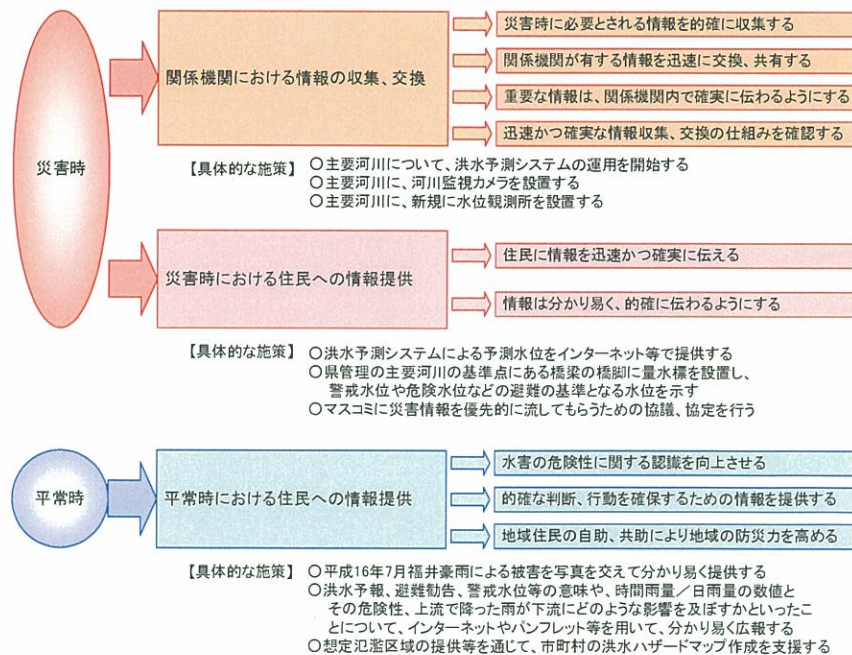 災害時
関係機関における情報の収集、交換
災害時に必要とされる情報を的確に収集する
関係機関が有する情報を迅速に交換、共有する
重要な情報は、関係機関内で確実に伝わるようにする
迅速かつ確実な情報収集、交換の仕組みを確認する
【具体的な施策】 ○主要河川について、洪水予測システムの運用を開始する
○主要河川に、河川監視カメラを設置する
○主要河川に、新規に水位観測所を設置する
災害時における住民への情報提供
住民に情報を迅速かつ確実に伝える
情報は分かり易く、的確に伝わるようにする
【具体的な施策】 ○洪水予測システムによる予測水位をインターネット等で提供する
○県管理の主要河川の基準点にある橋梁の橋脚に量水標を設置し、
警戒水位や危険水位などの避難の基準となる水位を示す
○マスコミに災害情報を優先的に流してもらうための協議、協定を行う
平常時
平常時における住民への情報提供
水害の危険性に関する認識を向上させる
的確な判断、行動を確保するための情報を提供する
地域住民の自助、共助により地域の防災力を高める
【具体的な施策】 ○平成16年7月福井豪雨による被害を写真を交えて分かり易く提供する
○洪水予報、避難勧告、警戒水位等の意味や、時間雨量／日雨量の数値と
その危険性、上流で降った雨が下流にどのような影響を及ぼすかといったこ
とについて、インターネットやパンフレット等を用いて、分かり易く広報する
○想定氾濫区域の提供等を通じて、市町村の洪水ハザードマップ作成を支援する